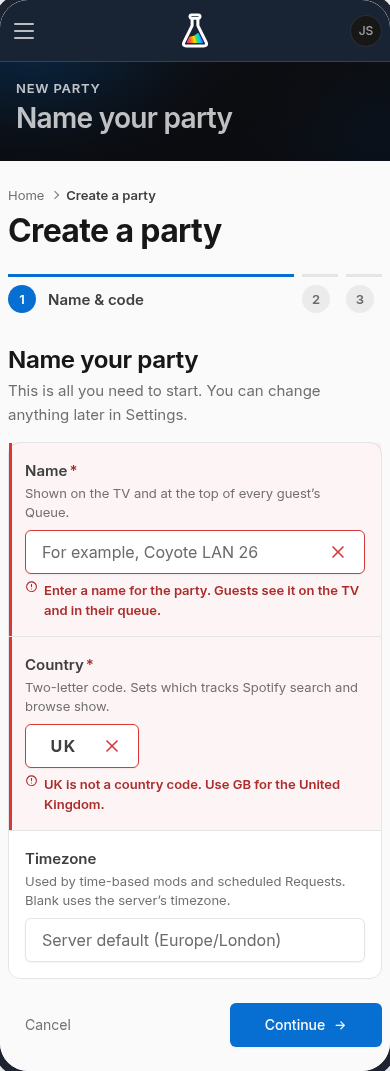 JS
NEW PARTY
Name your party
Home > Create a party
Create a party
1 Name & code 2 3
Name your party
This is all you need to start. You can change
anything later in Settings.
Name*
Shown on the TV and at the top of every guest's
Queue.
For example, Coyote LAN 26
Enter a name for the party. Guests see it on the TV
and in their queue.
Country*
Two-letter code. Sets which tracks Spotify search and
browse show.
UK
UK is not a country code. Use GB for the United
Kingdom.
Timezone
Used by time-based mods and scheduled Requests.
Blank uses the server's timezone.
Server default (Europe/London)
Cancel Continue →